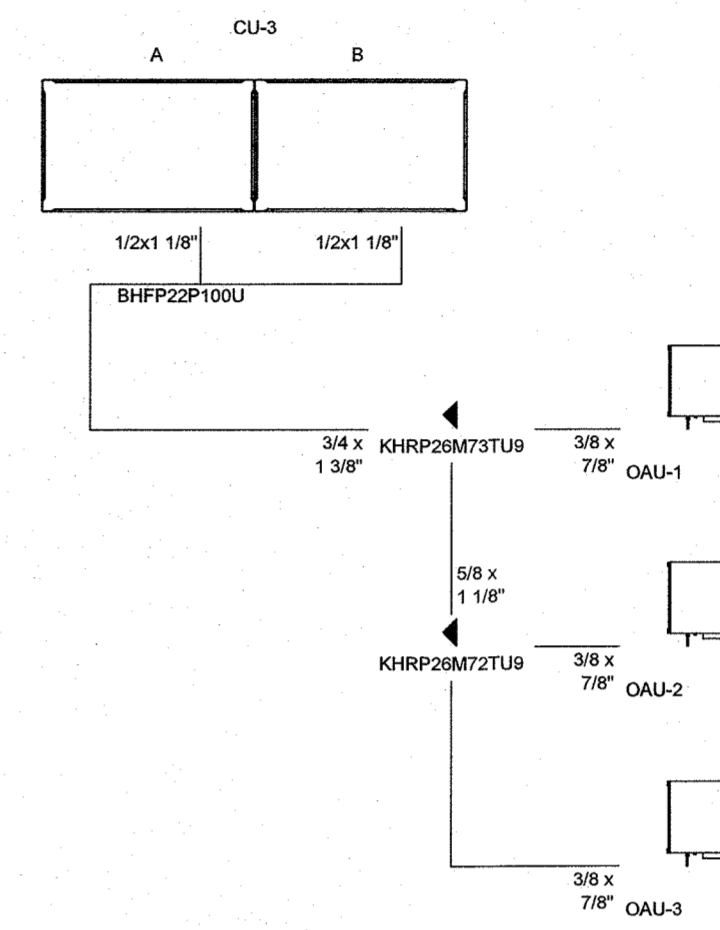 CU-3
A B
1/2x1 1/8" 1/2x1 1/8"
BHFP22P100U
3/4 x
1 3/8"
KHRP26M73TU9
3/8 x
7/8"
OAU-1
5/8 x
1 1/8"
KHRP26M72TU9
3/8 x
7/8"
OAU-2
3/8 x
7/8"
OAU-3